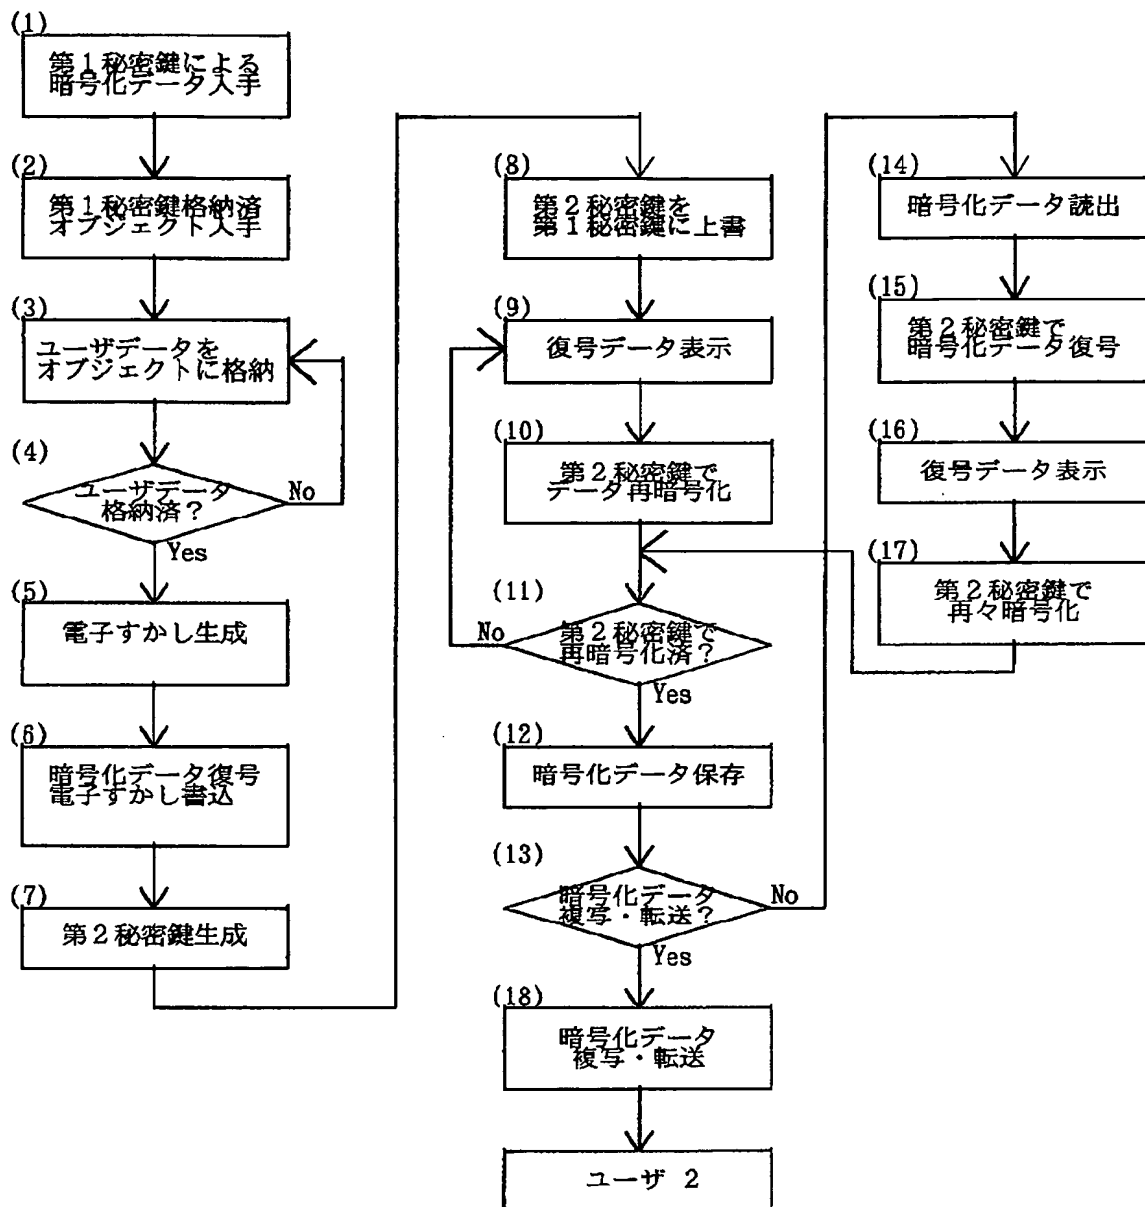 (1)
第1秘密鍵による
暗号化データ入手
(2)
第1秘密鍵格納済
オブジェクト入手
(3)
ユーザデータを
オブジェクトに格納
(4)
ユーザデータ
格納済?
No
Yes
(5)
電子すかし生成
(6)
暗号化データ復号
電子すかし書込
(7)
第2秘密鍵生成
(8)
第2秘密鍵を
第1秘密鍵に上書
(9)
復号データ表示
(10)
第2秘密鍵で
データ再暗号化
(11)
第2秘密鍵で
再暗号化済?
No
Yes
(12)
暗号化データ保存
(13)
暗号化データ
複写・転送?
No
Yes
(14)
暗号化データ読出
(15)
第2秘密鍵で
暗号化データ復号
(16)
復号データ表示
(17)
第2秘密鍵で
再々暗号化
(18)
暗号化データ
複写・転送
ユーザ 2